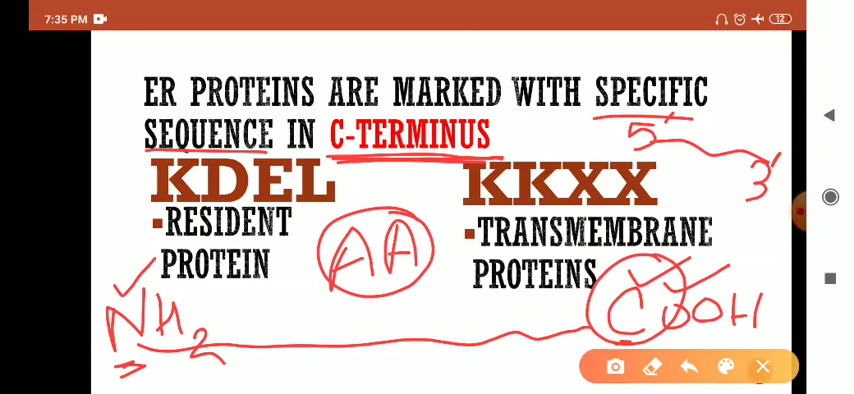 7:35 PM
12
ER PROTEINS ARE MARKED WITH SPECIFIC
SEQUENCE IN C-TERMINUS
5'
3'
KDEL
▪RESIDENT
PROTEIN
AA
KKXX
▪TRANSMEMBRANE
PROTEINS
NH2
COOH